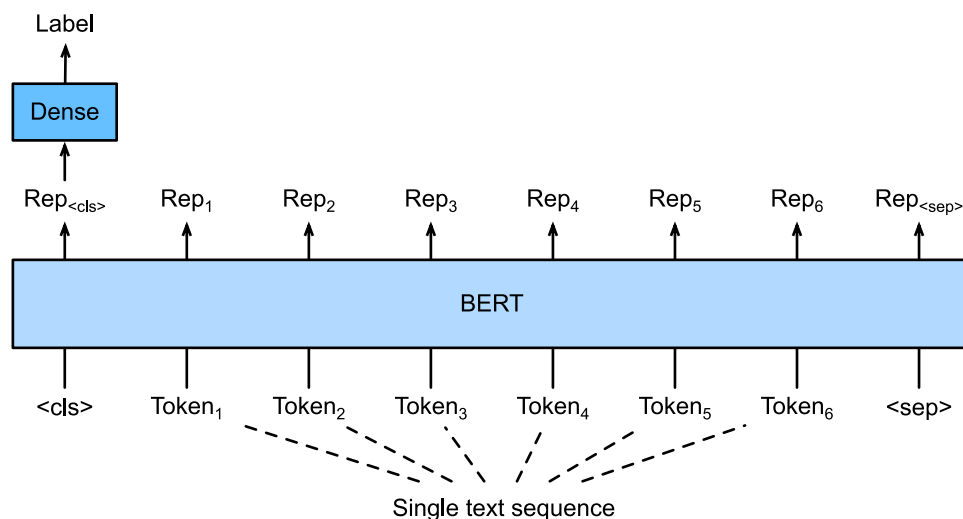 Label
Dense
Rep<cls> Rep1 Rep2 Rep3 Rep4 Rep5 Rep6 Rep<sep>
BERT
<cls> Token1 Token2 Token3 Token4 Token5 Token6 <sep>
Single text sequence